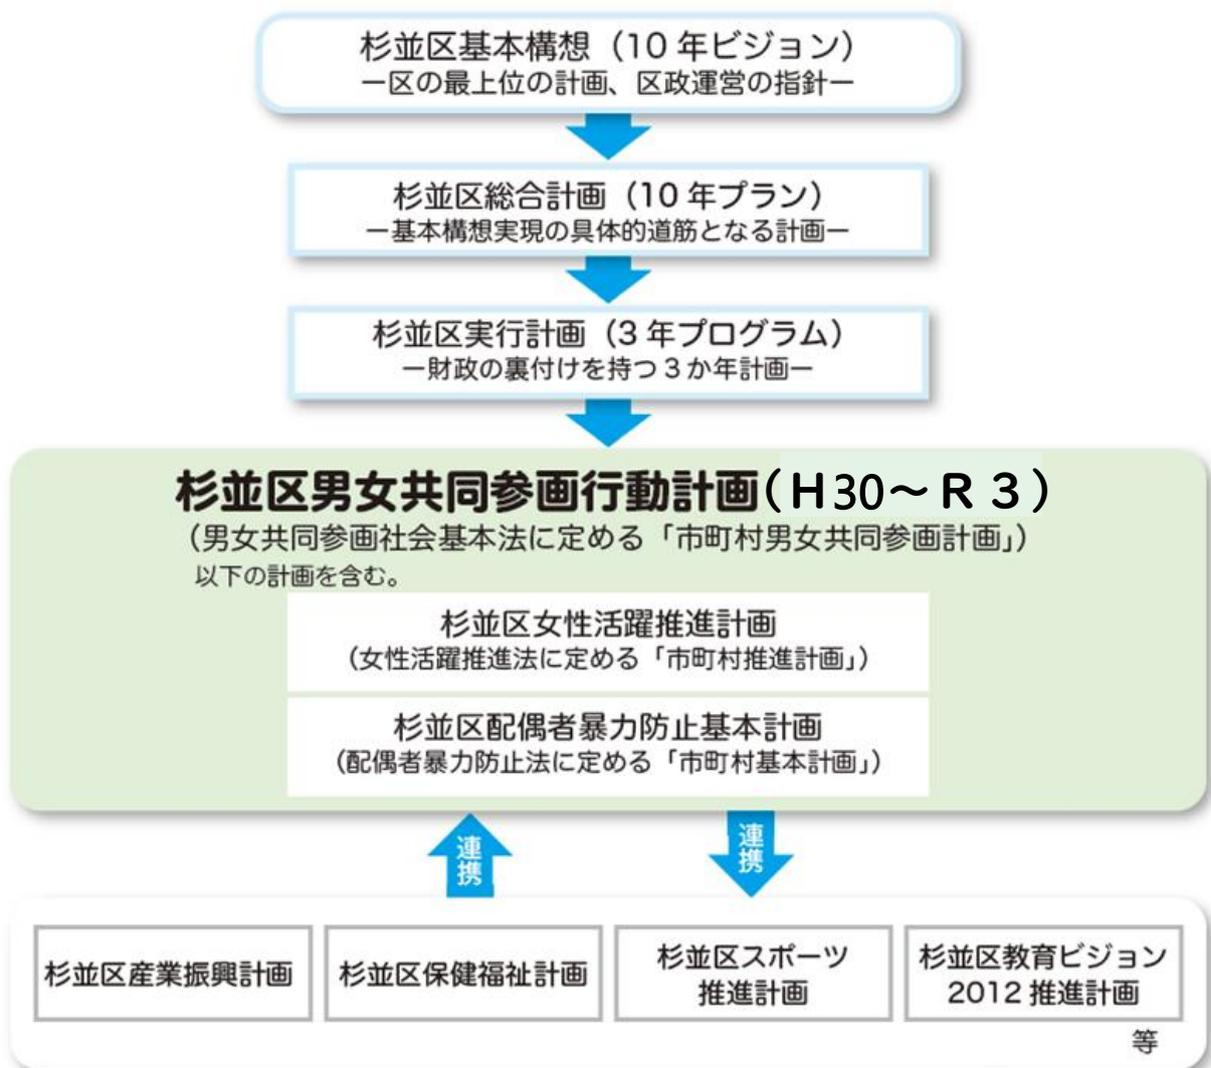 杉並区基本構想（10 年ビジョン）
ー区の最上位の計画、区政運営の指針ー
杉並区総合計画（10 年プラン）
ー基本構想実現の具体的道筋となる計画ー
杉並区実行計画（3 年プログラム）
ー財政の裏付けを持つ 3 か年計画ー
杉並区男女共同参画行動計画（Ｈ30～Ｒ３）
（男女共同参画社会基本法に定める「市町村男女共同参画計画」）
以下の計画を含む。
杉並区女性活躍推進計画
（女性活躍推進法に定める「市町村推進計画」）
杉並区配偶者暴力防止基本計画
（配偶者暴力防止法に定める「市町村基本計画」）
連携
連携
杉並区産業振興計画
杉並区保健福祉計画
杉並区スポーツ
推進計画
杉並区教育ビジョン
2012 推進計画
等